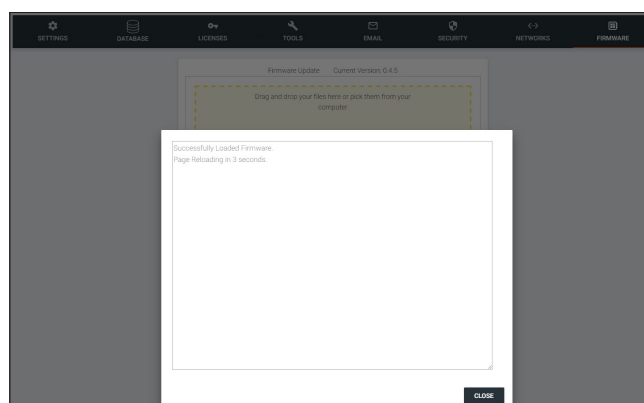 SETTINGS DATABASE LICENSES TOOLS EMAIL SECURITY NETWORKS FIRMWARE
Firmware Update Current Version: 0.4.5
Drag and drop your files here or pick them from your
computer
Successfully Loaded Firmware.
Page Reloading in 3 seconds.
CLOSE